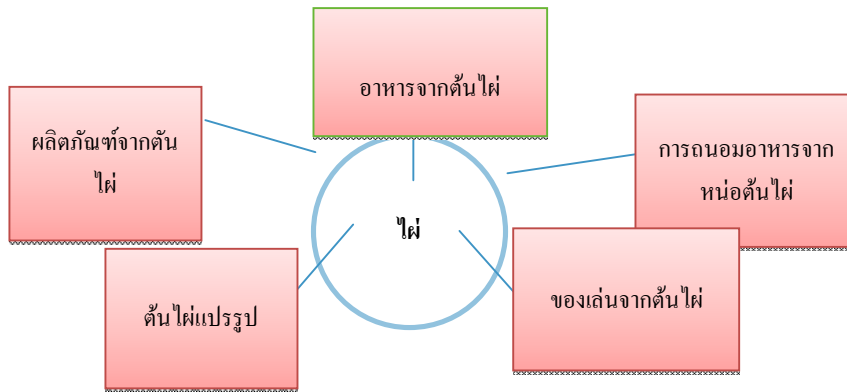 อาหารจากต้นไผ่
ผลิตภัณฑ์จากตัน
ไผ่
การถนอมอาหารจาก
หน่อต้นไผ่
ไผ่
ต้นไผ่แปรรูป
ของเล่นจากต้นไผ่